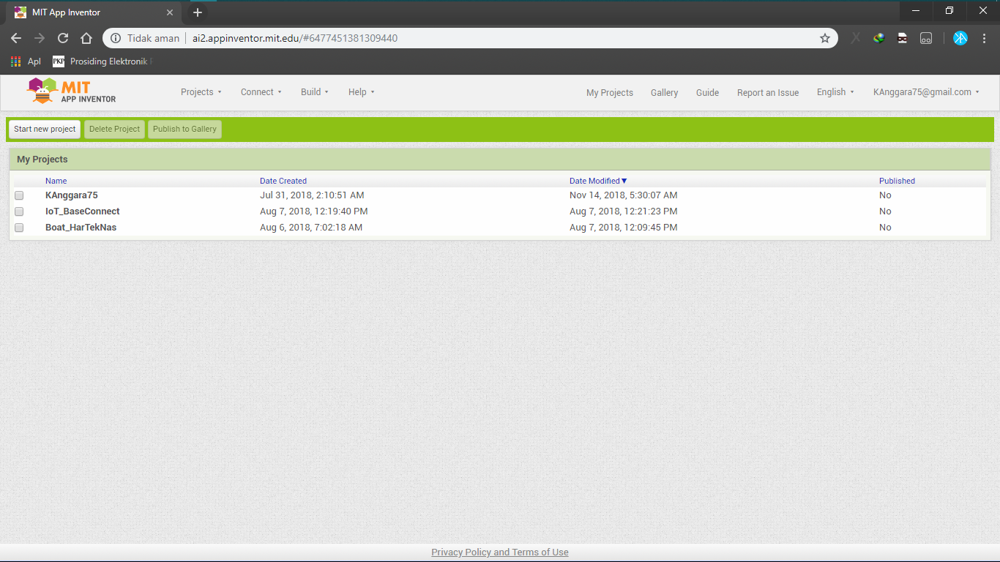 MIT App Inventor
Tidak aman
ai2.appinventor.mit.edu/#6477451381309440
Apl PKP Prosiding Elektronik
MIT
APP INVENTOR
Projects Connect Build Help My Projects Gallery Guide Report an Issue English KAnggara75@gmail.com
Start new project Delete Project Publish to Gallery
My Projects
Name Date Created Date Modified Published
KAnggara75 Jul 31, 2018, 2:10:51 AM Nov 14, 2018, 5:30:07 AM No
IoT_BaseConnect Aug 7, 2018, 12:19:40 PM Aug 7, 2018, 12:21:23 PM No
Boat_HarTekNas Aug 6, 2018, 7:02:18 AM Aug 7, 2018, 12:09:45 PM No
Privacy Policy and Terms of Use